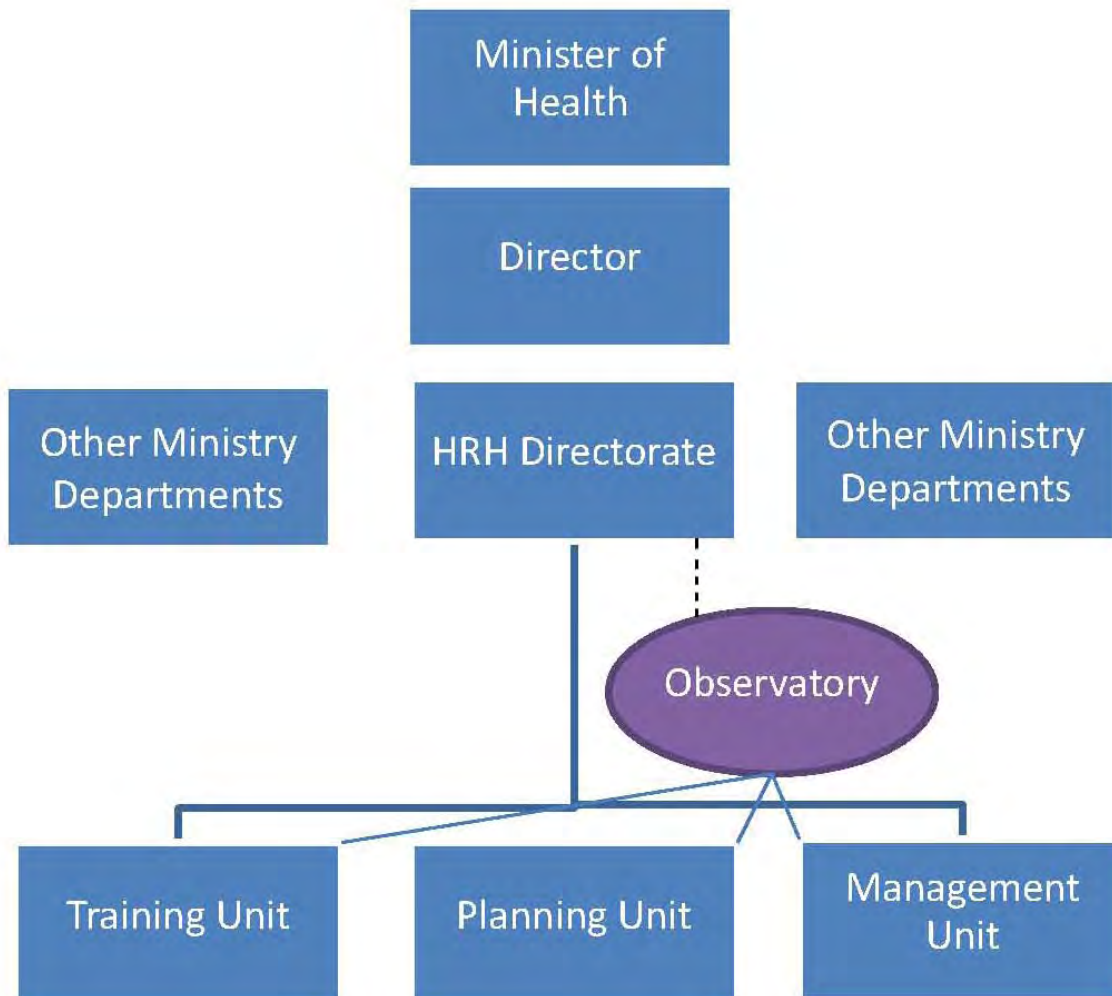 Minister of
Health
Director
Other Ministry
Departments
HRH Directorate
Other Ministry
Departments
Observatory
Training Unit
Planning Unit
Management
Unit